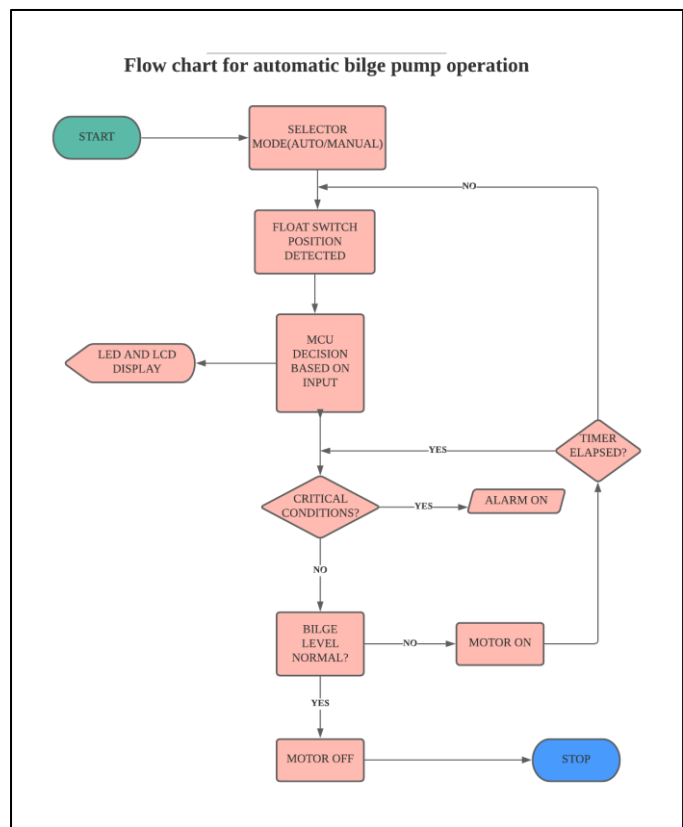 Flow chart for automatic bilge pump operation
START
SELECTOR
MODE(AUTO/MANUAL)
NO
FLOAT SWITCH
POSITION
DETECTED
MCU
DECISION
BASED ON
INPUT
LED AND LCD
DISPLAY
TIMER
ELAPSED?
YES
CRITICAL
CONDITIONS?
YES
ALARM ON
NO
BILGE
LEVEL
NORMAL?
NO
MOTOR ON
YES
MOTOR OFF
STOP